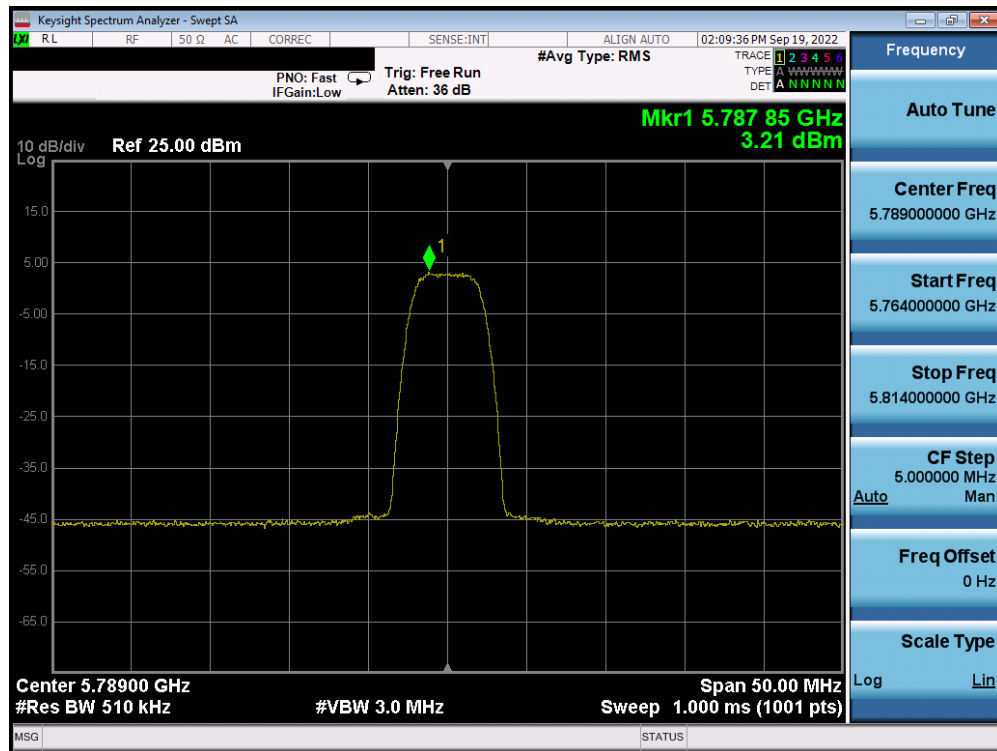 Keysight Spectrum Analyzer - Swept SA
LXI RL RF 50 Ω AC CORREC SENSE:INT ALIGN AUTO 02:09:36 PM Sep 19, 2022
#Avg Type: RMS
TRACE 1 2 3 4 5 6
PNO: Fast Trig: Free Run
TYPE A WWWWW
IFGain:Low Atten: 36 dB
DET A N N N N N
Mkr1 5.787 85 GHz
3.21 dBm
10 dB/div Ref 25.00 dBm
Log
15.0
5.00
1
-5.00
-15.0
-25.0
-35.0
-45.0
-55.0
-65.0
Center 5.78900 GHz Span 50.00 MHz
#Res BW 510 kHz #VBW 3.0 MHz Sweep 1.000 ms (1001 pts)
MSG STATUS
Frequency
Auto Tune
Center Freq
5.789000000 GHz
Start Freq
5.764000000 GHz
Stop Freq
5.814000000 GHz
CF Step
5.000000 MHz
Auto Man
Freq Offset
0 Hz
Scale Type
Log Lin